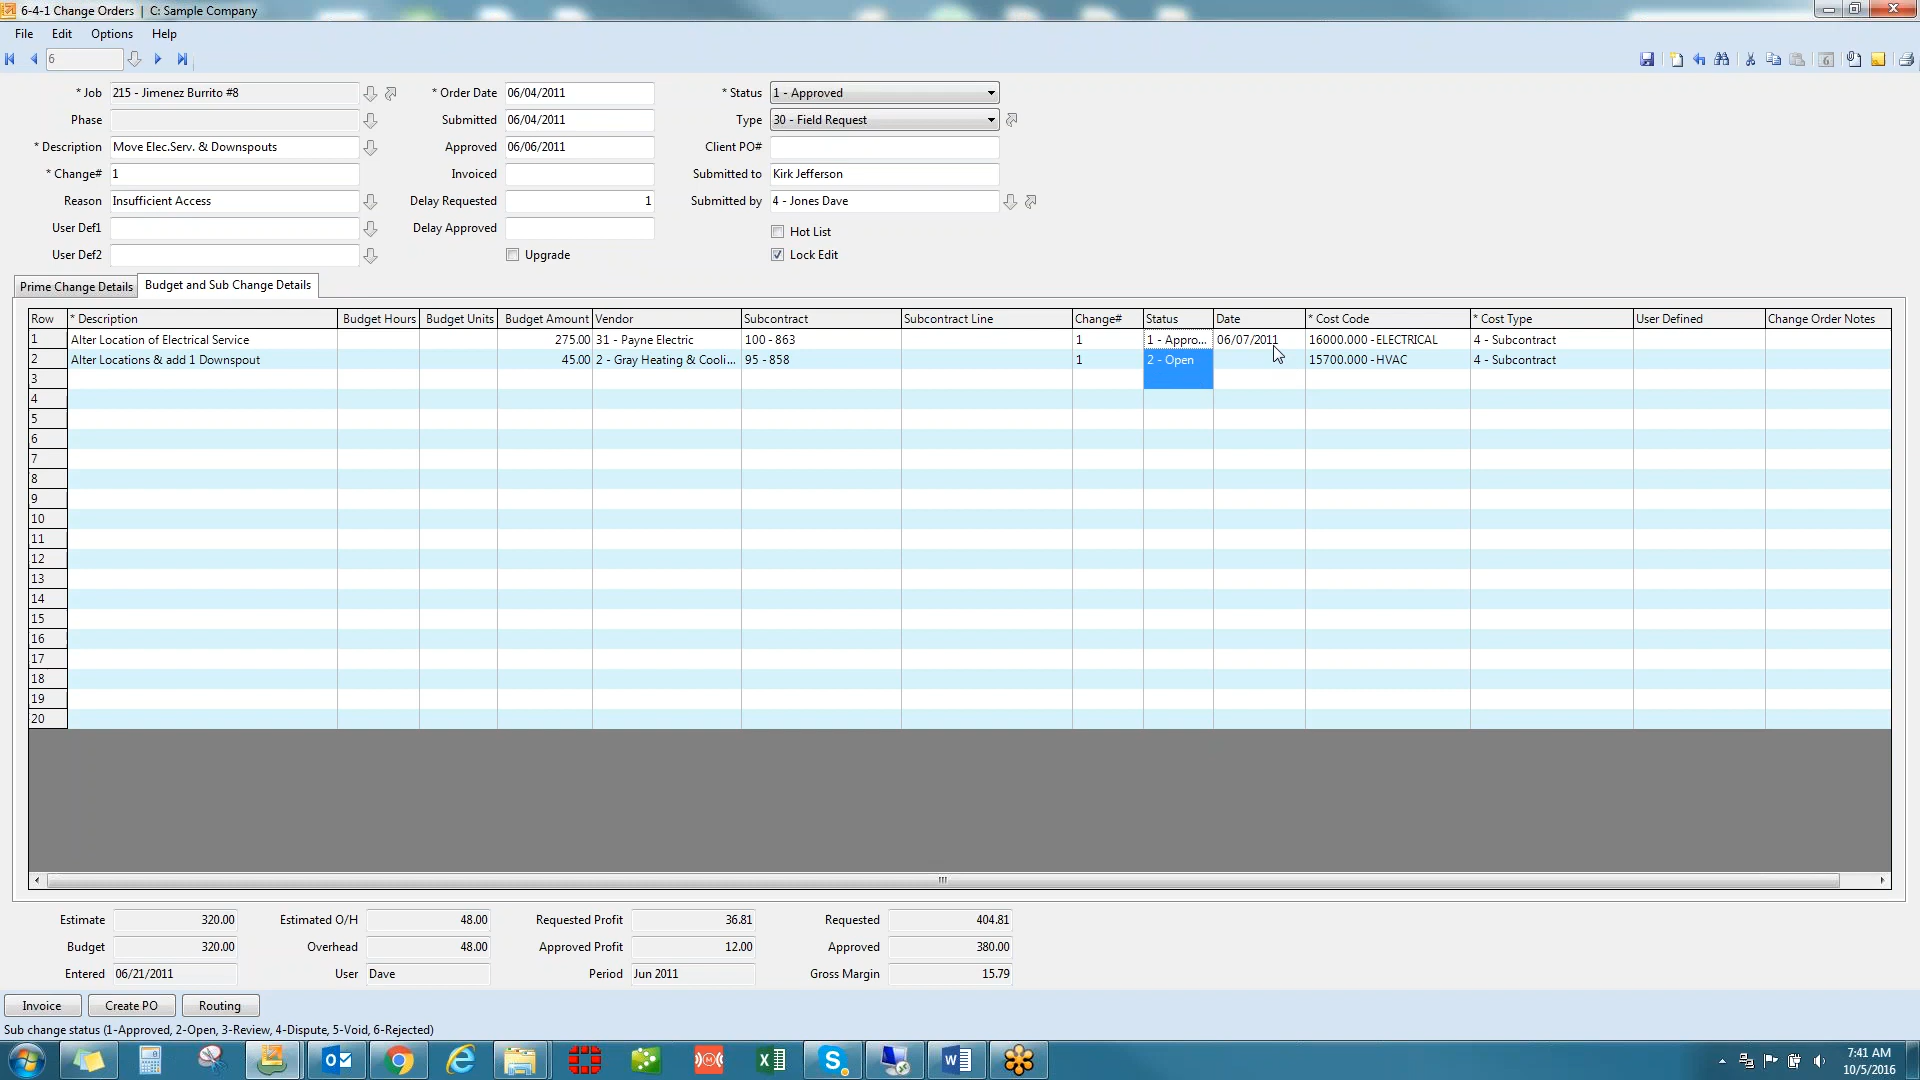 6-4-1 Change Orders | C: Sample Company
File Edit Options Help
6
* Job 215 - Jimenez Burrito #8 * Order Date 06/04/2011 * Status 1 - Approved
Phase Submitted 06/04/2011 Type 30 - Field Request
* Description Move Elec.Serv. & Downspouts Approved 06/06/2011 Client PO#
* Change# 1 Invoiced Submitted to Kirk Jefferson
Reason Insufficient Access Delay Requested 1 Submitted by 4 - Jones Dave
User Def1 Delay Approved Hot List
User Def2 Upgrade Lock Edit
Prime Change Details Budget and Sub Change Details
Row * Description Budget Hours Budget Units Budget Amount Vendor Subcontract Subcontract Line Change# Status Date * Cost Code * Cost Type User Defined Change Order Notes
1 Alter Location of Electrical Service 275.00 31 - Payne Electric 100 - 863 1 1 - Appro... 06/07/2011 16000.000 - ELECTRICAL 4 - Subcontract
2 Alter Locations & add 1 Downspout 45.00 2 - Gray Heating & Cooli... 95 - 858 1 2 - Open 15700.000 - HVAC 4 - Subcontract
3
4
5
6
7
8
9
10
11
12
13
14
15
16
17
18
19
20
Estimate 320.00 Estimated O/H 48.00 Requested Profit 36.81 Requested 404.81
Budget 320.00 Overhead 48.00 Approved Profit 12.00 Approved 380.00
Entered 06/21/2011 User Dave Period Jun 2011 Gross Margin 15.79
Invoice Create PO Routing
Sub change status (1-Approved, 2-Open, 3-Review, 4-Dispute, 5-Void, 6-Rejected)
7:41 AM
10/5/2016